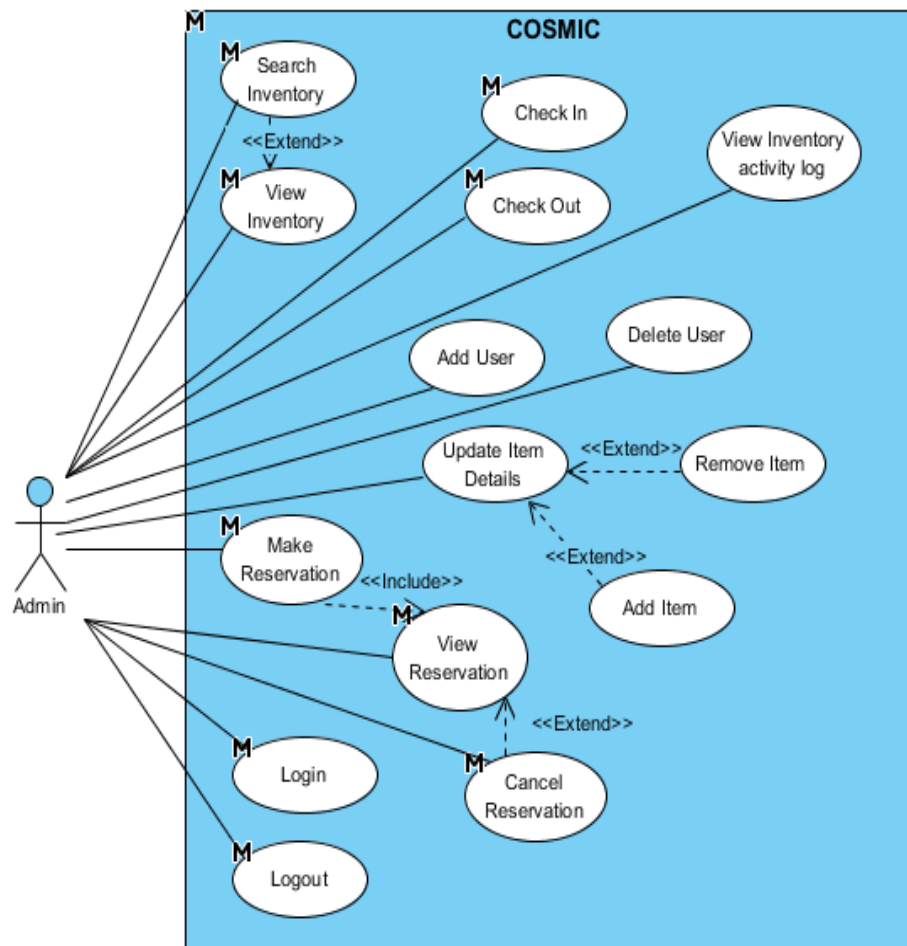 M
COSMIC
M
Search
Inventory
<<Extend>>
M
View
Inventory
M
Check In
M
Check Out
View Inventory
activity log
Add User
Delete User
Update Item
Details
<<Extend>>
Remove Item
<<Extend>>
Add Item
M
Make
Reservation
<<Include>>
Admin
M
View
Reservation
<<Extend>>
M
Cancel
Reservation
M
Login
M
Logout